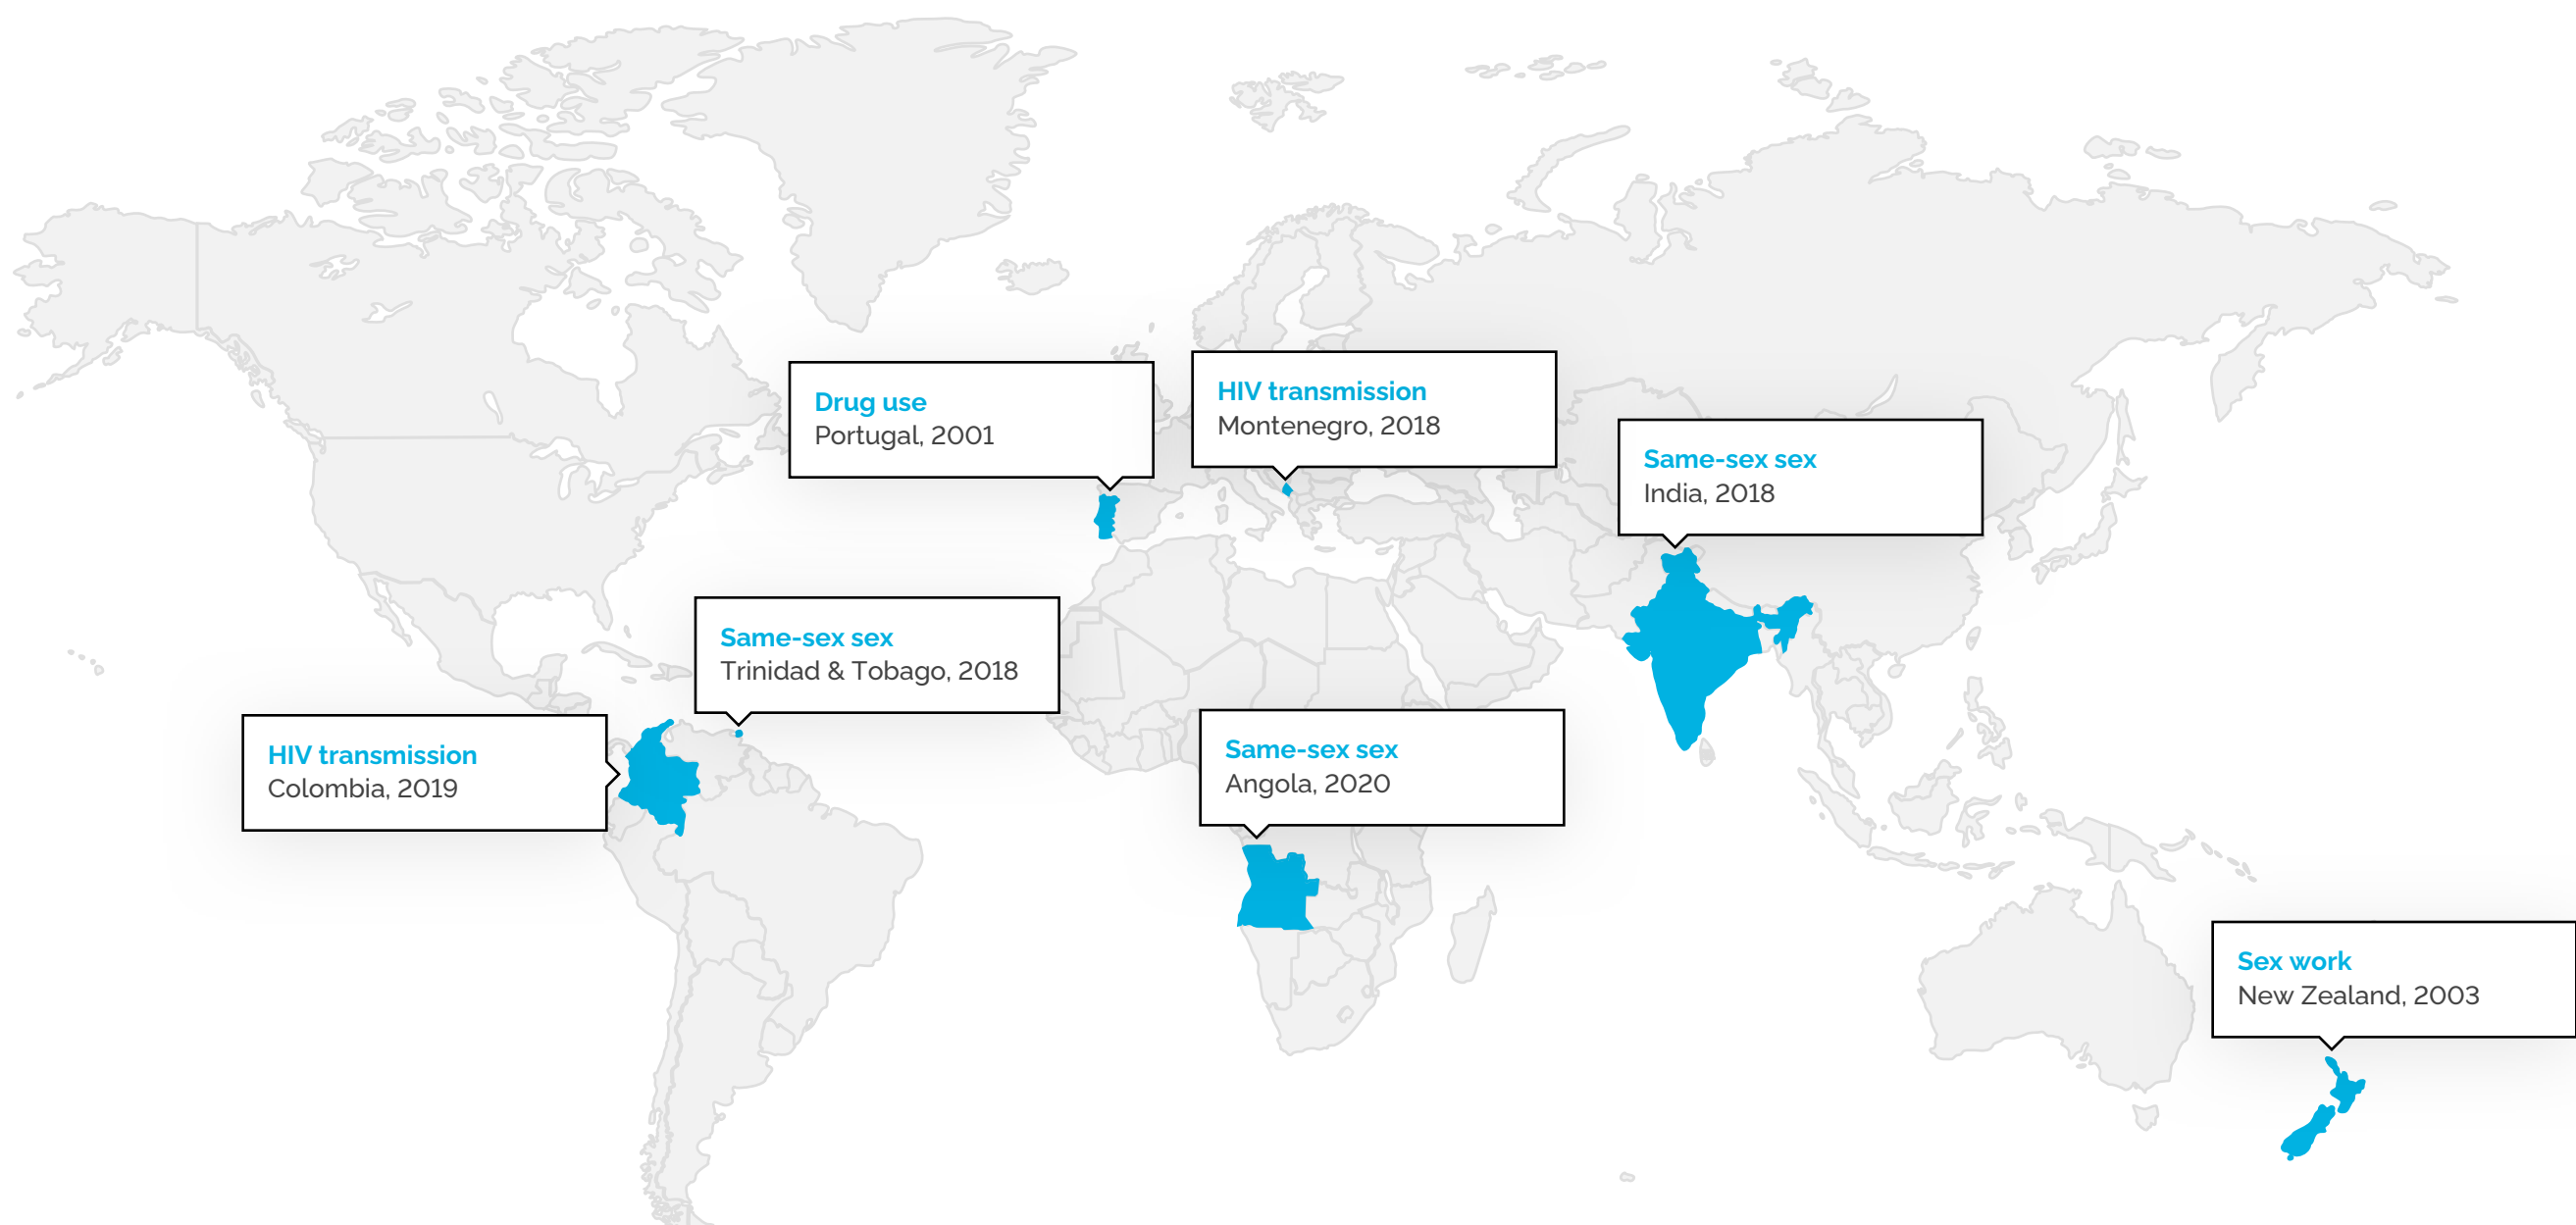 Drug use
Portugal, 2001
HIV transmission
Montenegro, 2018
Same-sex sex
India, 2018
Same-sex sex
Trinidad & Tobago, 2018
HIV transmission
Colombia, 2019
Same-sex sex
Angola, 2020
Sex work
New Zealand, 2003